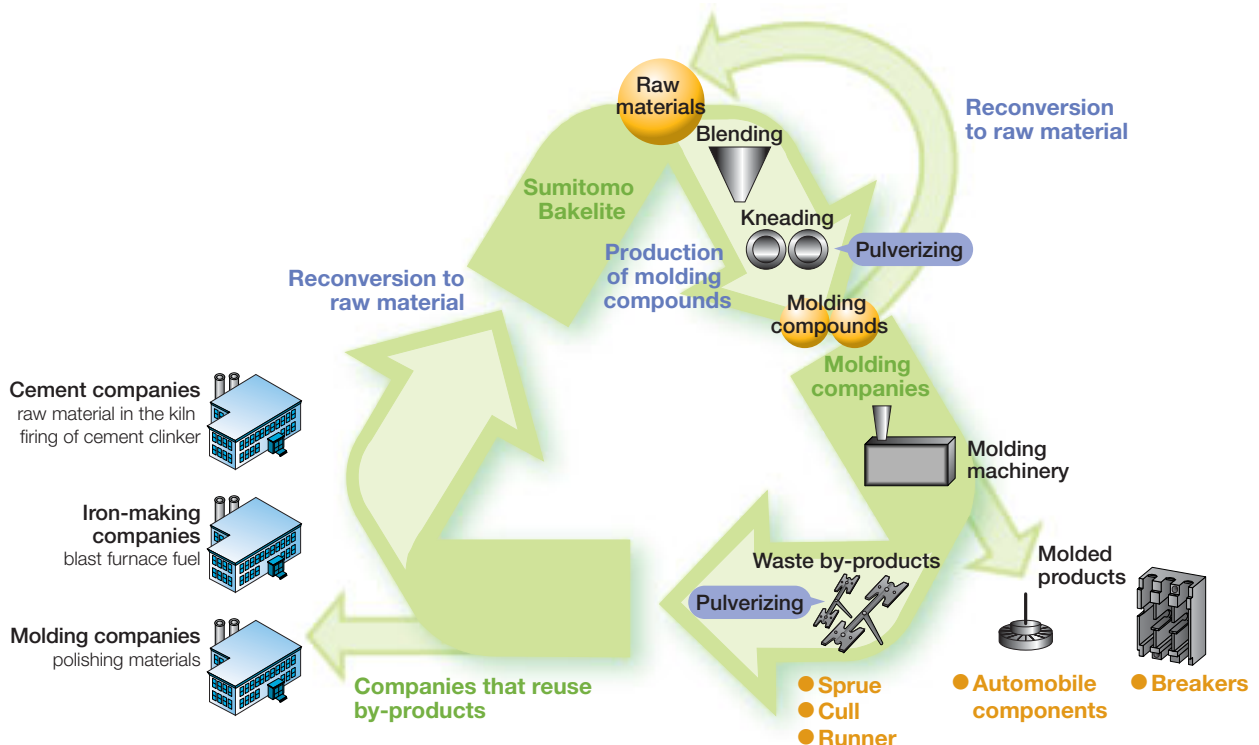 Raw
materials
Reconversion
to raw material
Blending
Sumitomo
Bakelite
Kneading
Pulverizing
Production
of molding
compounds
Reconversion to
raw material
Molding
compounds
Molding
companies
Cement companies
raw material in the kiln
firing of cement clinker
Molding
machinery
Iron-making
companies
blast furnace fuel
Waste by-products
Pulverizing
Molded
products
Molding companies
polishing materials
Companies that reuse
by-products
● Sprue
● Cull
● Runner
● Automobile
components
● Breakers